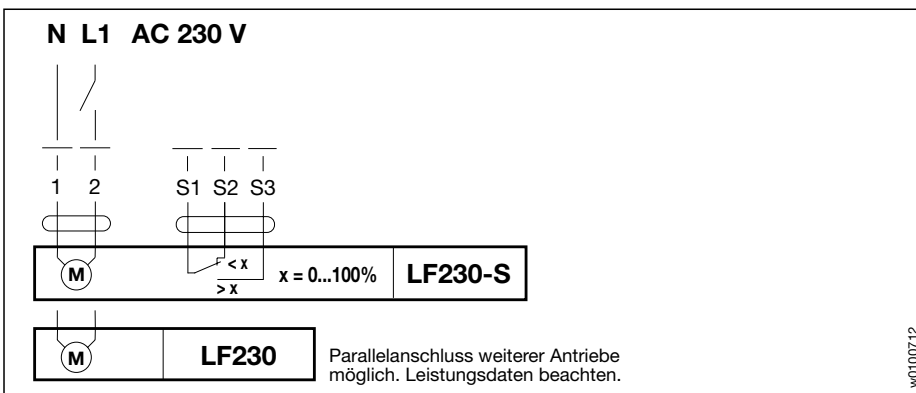 N L1 AC 230 V
1 2 S1 S2 S3
M < x x = 0...100% LF230-S
> x
M LF230 Parallelanschluss weiterer Antriebe
möglich. Leistungsdaten beachten.
w0100712